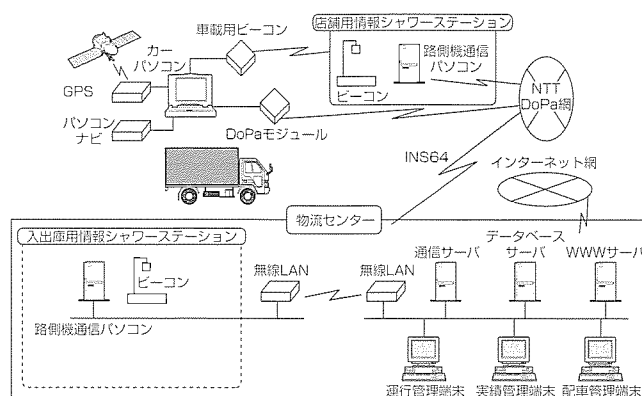 店舗用情報シャワーステーション
車載用ビーコン
カー
パソコン
路側機通信
パソコン
GPS
ビーコン
NTT
DoPa網
パソコン
ナビ
DoPaモジュール
INS64
インターネット網
物流センター
入出庫用情報シャワーステーション
データベース
通信サーバ
サーバ
WWWサーバ
無線LAN
無線LAN
ビーコン
路側機通信パソコン
運行管理端末
実績管理端末
配車管理端末